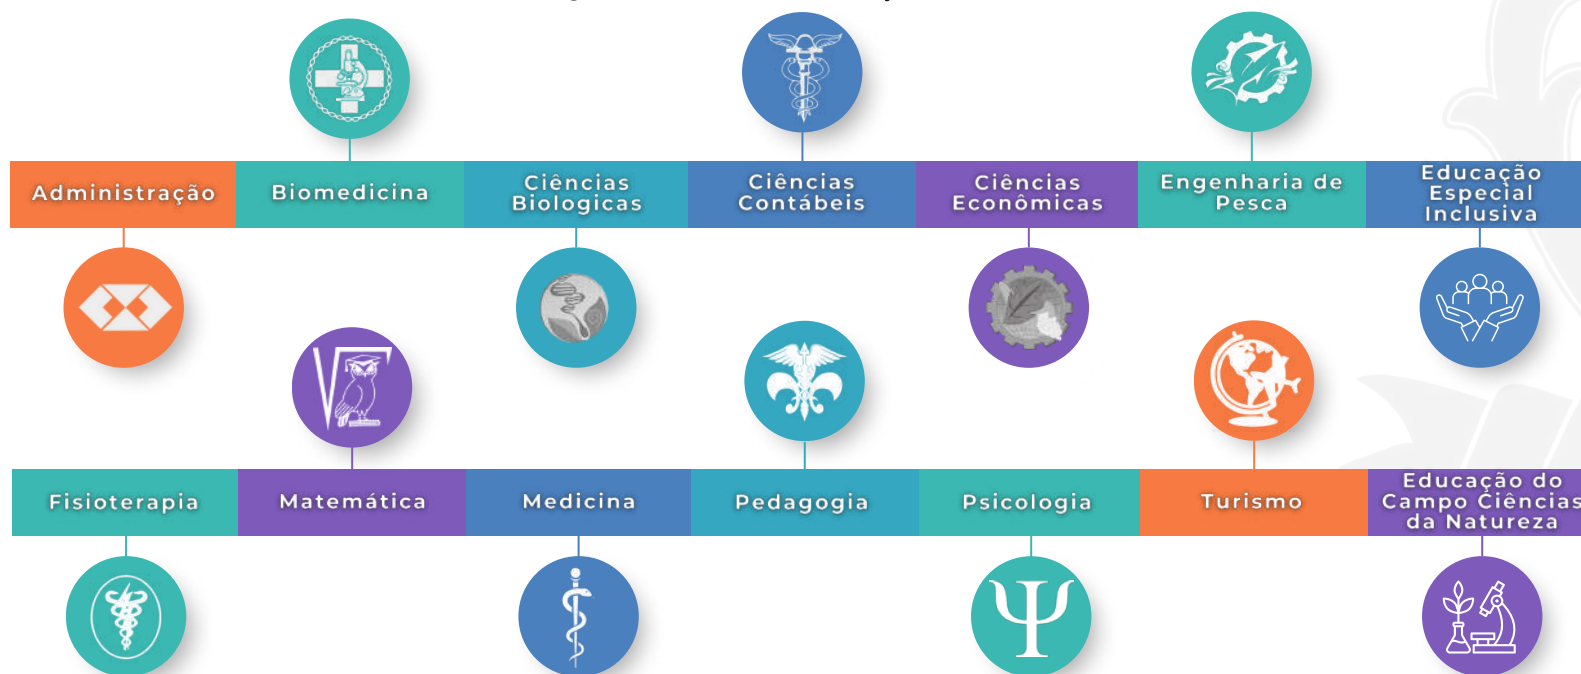 Administração
Biomedicina
Ciências
Biologicas
Ciências
Contábeis
Ciências
Econômicas
Engenharia de
Pesca
Educação
Especial
Inclusiva
Fisioterapia
Matemática
Medicina
Pedagogia
Psicologia
Turismo
Educação do
Campo Ciências
da Natureza